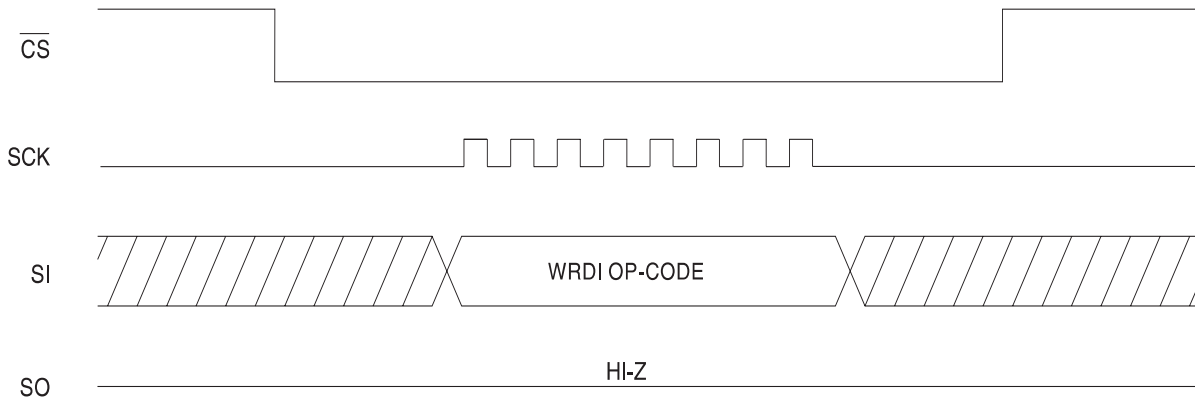 CS
SCK
SI
WRDI OP-CODE
HI-Z
SO